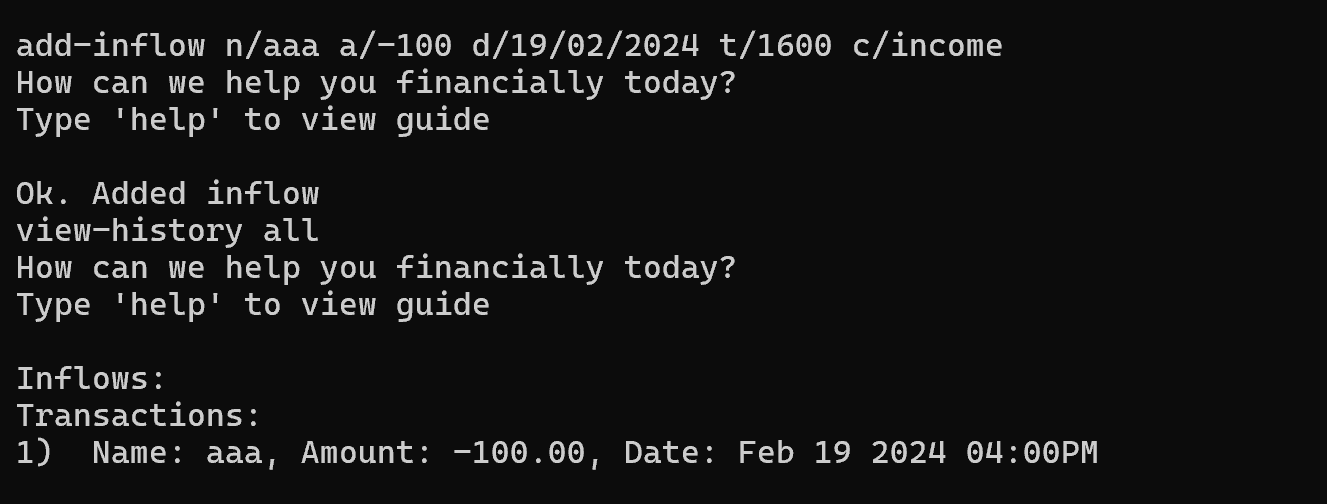 add-inflow n/aaa a/-100 d/19/02/2024 t/1600 c/income
How can we help you financially today?
Type 'help' to view guide
Ok. Added inflow
view-history all
How can we help you financially today?
Type 'help' to view guide
Inflows:
Transactions:
1)  Name: aaa, Amount: -100.00, Date: Feb 19 2024 04:00PM